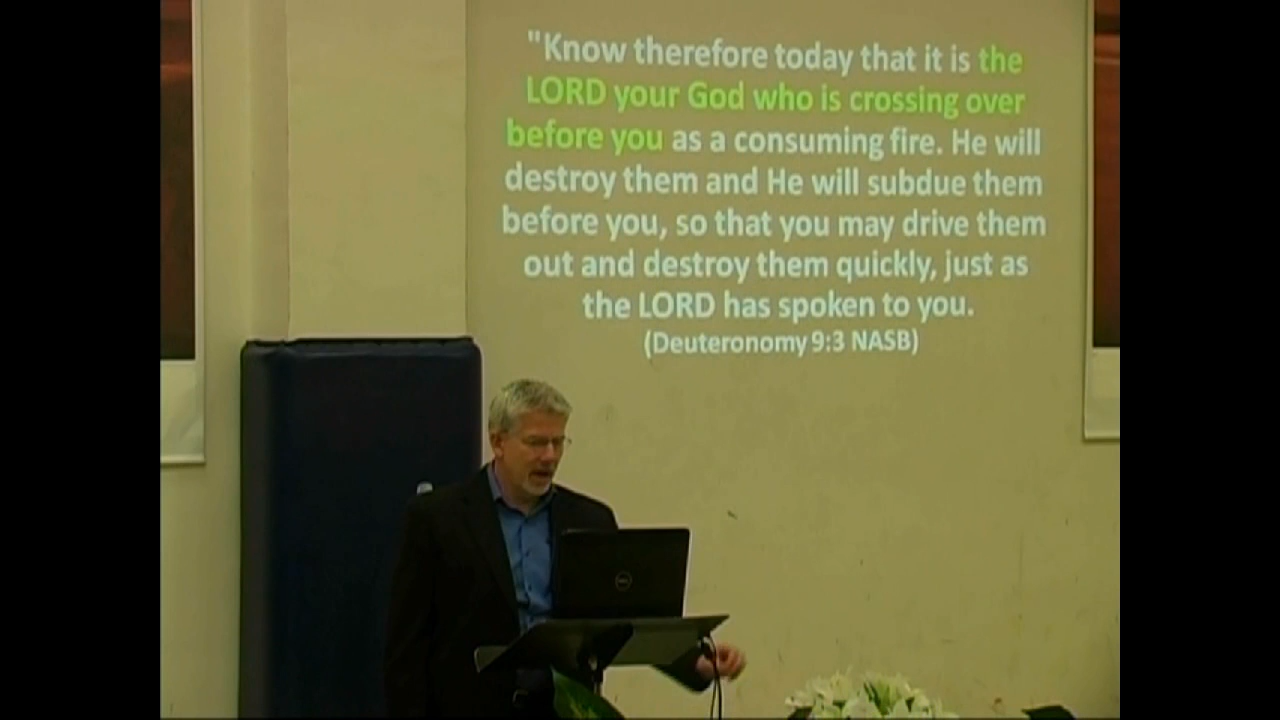 "Know therefore today that it is the
LORD your God who is crossing over
before you as a consuming fire. He will
destroy them and He will subdue them
before you, so that you may drive them
out and destroy them quickly, just as
the LORD has spoken to you.
(Deuteronomy 9:3 NASB)
DELL